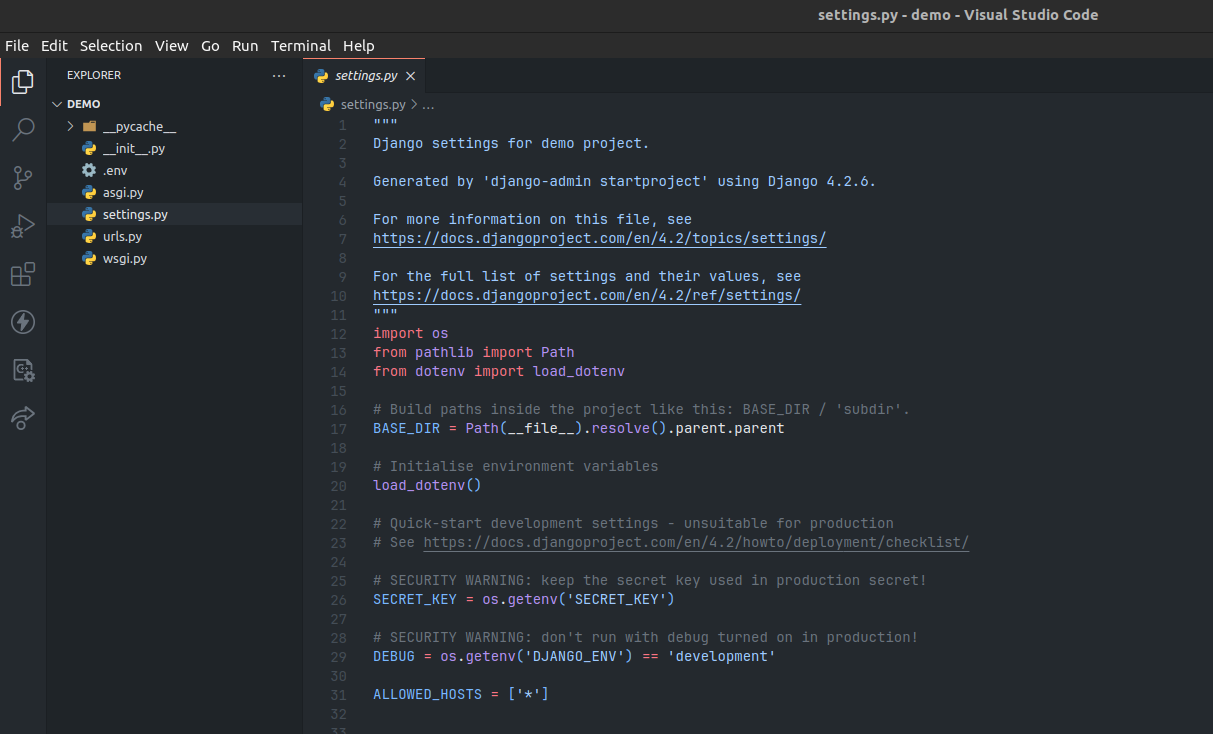 settings.py - demo - Visual Studio Code
File Edit Selection View Go Run Terminal Help
EXPLORER
DEMO
__pycache__
__init__.py
.env
asgi.py
settings.py
urls.py
wsgi.py
settings.py
settings.py > ...
1 """
2 Django settings for demo project.
3
4 Generated by 'django-admin startproject' using Django 4.2.6.
5
6 For more information on this file, see
7 https://docs.djangoproject.com/en/4.2/topics/settings/
8
9 For the full list of settings and their values, see
10 https://docs.djangoproject.com/en/4.2/ref/settings/
11 """
12 import os
13 from pathlib import Path
14 from dotenv import load_dotenv
15
16 # Build paths inside the project like this: BASE_DIR / 'subdir'.
17 BASE_DIR = Path(__file__).resolve().parent.parent
18
19 # Initialise environment variables
20 load_dotenv()
21
22 # Quick-start development settings - unsuitable for production
23 # See https://docs.djangoproject.com/en/4.2/howto/deployment/checklist/
24
25 # SECURITY WARNING: keep the secret key used in production secret!
26 SECRET_KEY = os.getenv('SECRET_KEY')
27
28 # SECURITY WARNING: don't run with debug turned on in production!
29 DEBUG = os.getenv('DJANGO_ENV') == 'development'
30
31 ALLOWED_HOSTS = ['*']
32
33